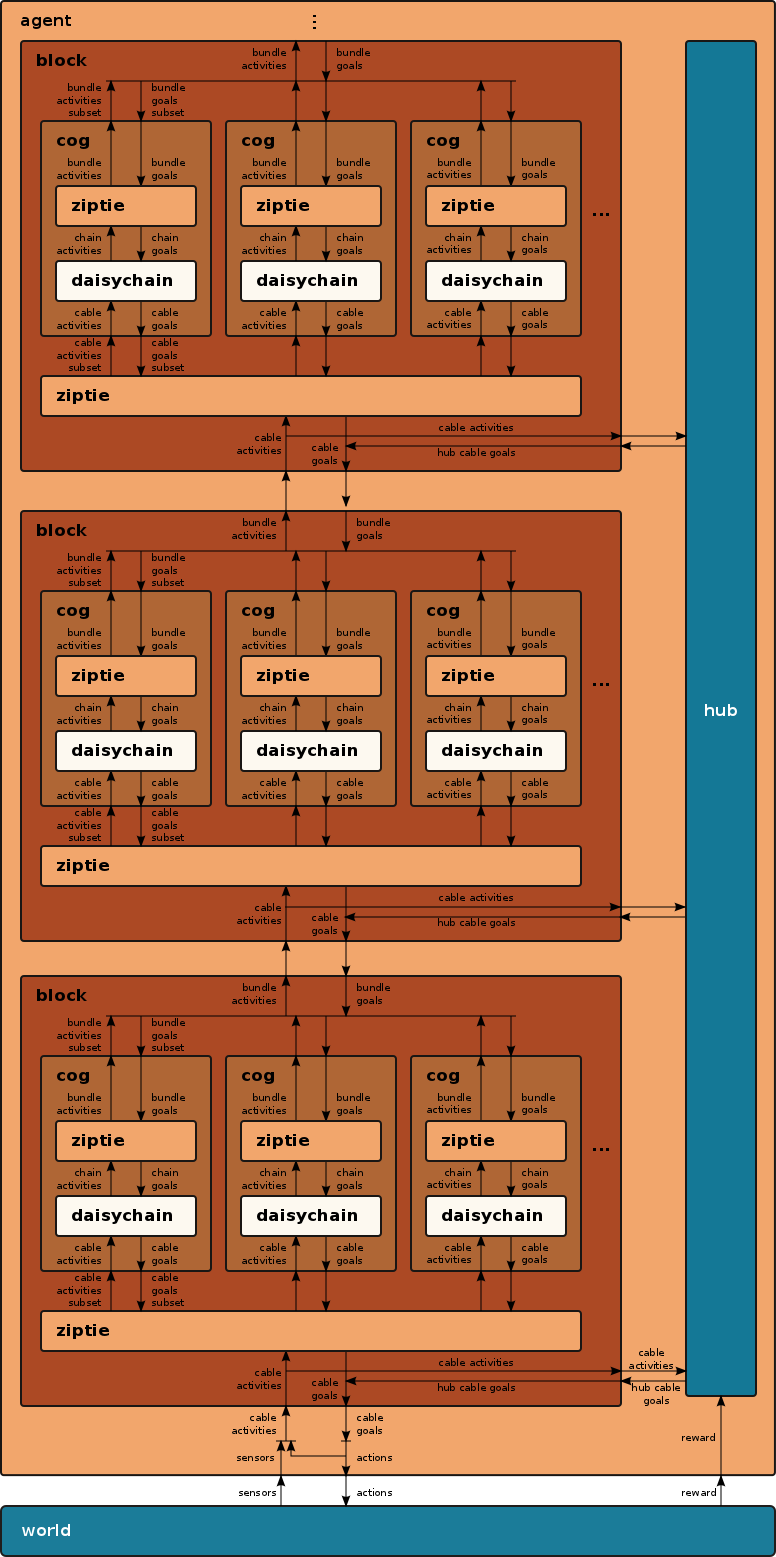 agent
⋮
block
bundle
activities
bundle
goals
bundle
activities
subset
bundle
goals
subset
cog
cog
cog
bundle
activities
bundle
goals
bundle
activities
bundle
goals
bundle
activities
bundle
goals
ziptie
ziptie
ziptie
...
chain
activities
chain
goals
chain
activities
chain
goals
chain
activities
chain
goals
daisychain
daisychain
daisychain
cable
activities
cable
goals
cable
activities
cable
goals
cable
activities
cable
goals
cable
activities
subset
cable
goals
subset
ziptie
cable
activities
cable
goals
cable activities
hub cable goals
block
bundle
activities
bundle
goals
bundle
activities
subset
bundle
goals
subset
cog
cog
cog
bundle
activities
bundle
goals
bundle
activities
bundle
goals
bundle
activities
bundle
goals
ziptie
ziptie
ziptie
...
hub
chain
activities
chain
goals
chain
activities
chain
goals
chain
activities
chain
goals
daisychain
daisychain
daisychain
cable
activities
cable
goals
cable
activities
cable
goals
cable
activities
cable
goals
cable
activities
subset
cable
goals
subset
ziptie
cable
activities
cable
goals
cable activities
hub cable goals
block
bundle
activities
bundle
goals
bundle
activities
subset
bundle
goals
subset
cog
cog
cog
bundle
activities
bundle
goals
bundle
activities
bundle
goals
bundle
activities
bundle
goals
ziptie
ziptie
ziptie
...
chain
activities
chain
goals
chain
activities
chain
goals
chain
activities
chain
goals
daisychain
daisychain
daisychain
cable
activities
cable
goals
cable
activities
cable
goals
cable
activities
cable
goals
cable
activities
subset
cable
goals
subset
ziptie
cable
activities
cable
goals
cable activities
hub cable goals
cable
activities
hub cable
goals
cable
activities
cable
goals
sensors
actions
reward
sensors
actions
reward
world